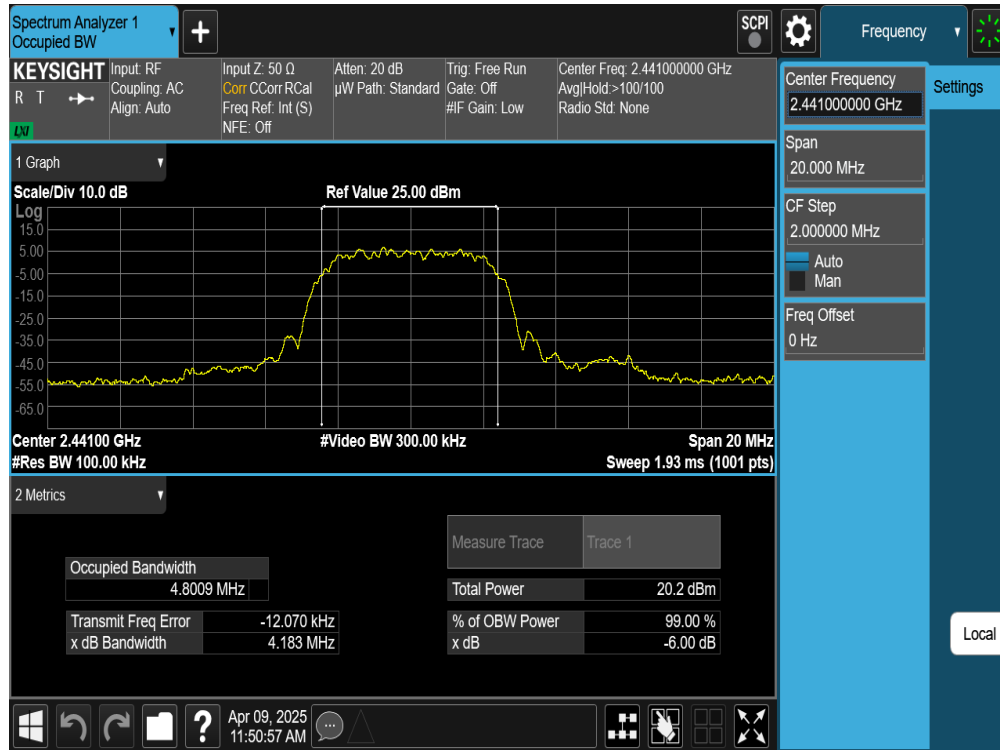 Spectrum Analyzer 1
Occupied BW
+
SCPI
Frequency
KEYSIGHT
R T
LXI
Input: RF
Coupling: AC
Align: Auto
Input Z: 50 Ω
Corr CCorr RCal
Freq Ref: Int (S)
NFE: Off
Atten: 20 dB
µW Path: Standard
Trig: Free Run
Gate: Off
#IF Gain: Low
Center Freq: 2.441000000 GHz
Avg|Hold:>100/100
Radio Std: None
Center Frequency
2.441000000 GHz
Settings
Span
20.000 MHz
CF Step
2.000000 MHz
Auto
Man
Freq Offset
0 Hz
Local
1 Graph
Scale/Div 10.0 dB
Ref Value 25.00 dBm
Log
15.0
5.00
-5.00
-15.0
-25.0
-35.0
-45.0
-55.0
-65.0
Center 2.44100 GHz
#Video BW 300.00 kHz
Span 20 MHz
#Res BW 100.00 kHz
Sweep 1.93 ms (1001 pts)
2 Metrics
Measure Trace
Trace 1
Occupied Bandwidth
4.8009 MHz
Total Power
20.2 dBm
Transmit Freq Error
-12.070 kHz
% of OBW Power
99.00 %
x dB Bandwidth
4.183 MHz
x dB
-6.00 dB
?
Apr 09, 2025
11:50:57 AM